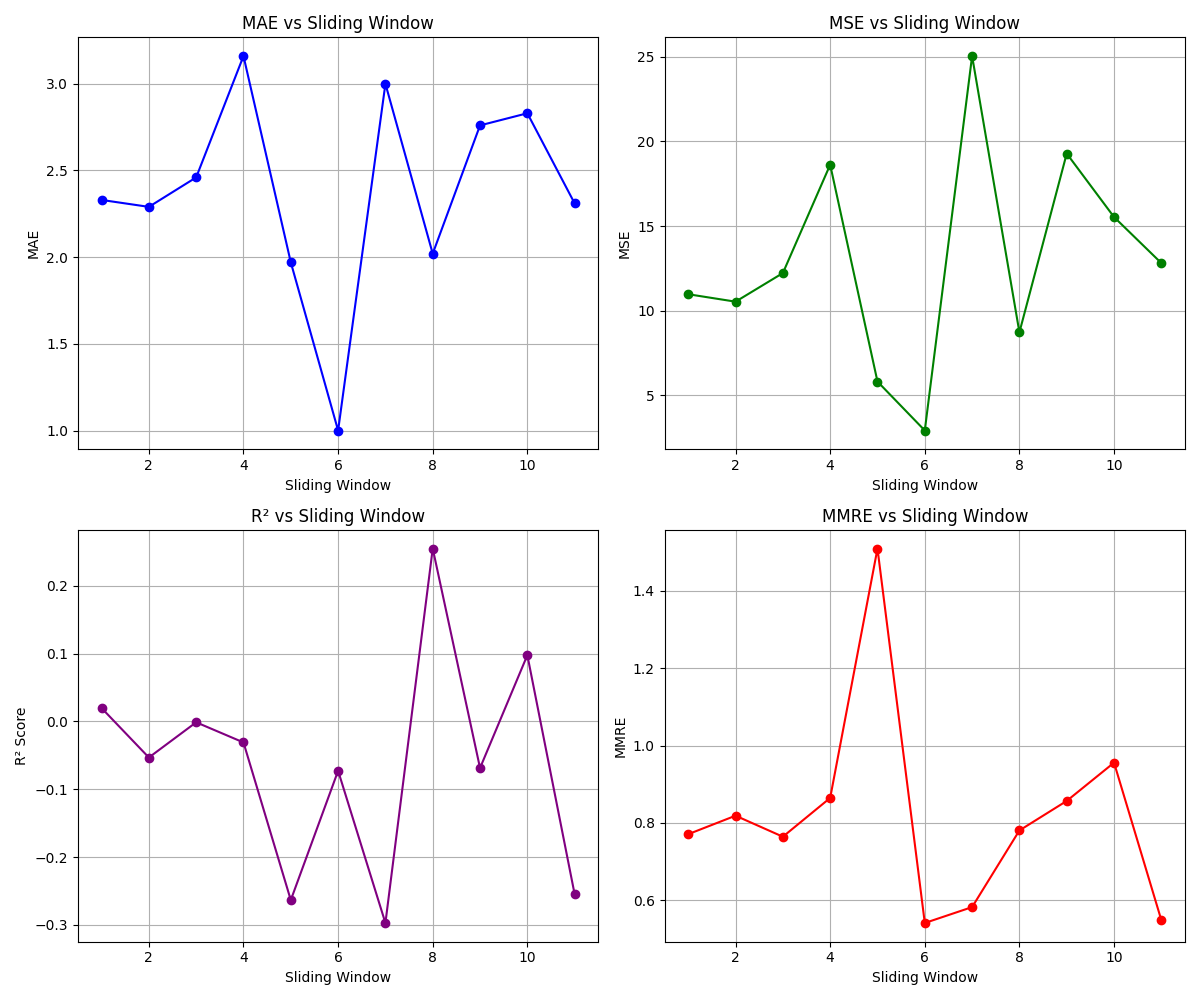 MAE vs Sliding Window
3.0
2.5
2.0
1.5
1.0
MAE
2 4 6 8 10
Sliding Window
MSE vs Sliding Window
25
20
15
10
5
MSE
2 4 6 8 10
Sliding Window
R² vs Sliding Window
0.2
0.1
0.0
−0.1
−0.2
−0.3
R² Score
2 4 6 8 10
Sliding Window
MMRE vs Sliding Window
1.4
1.2
1.0
0.8
0.6
MMRE
2 4 6 8 10
Sliding Window